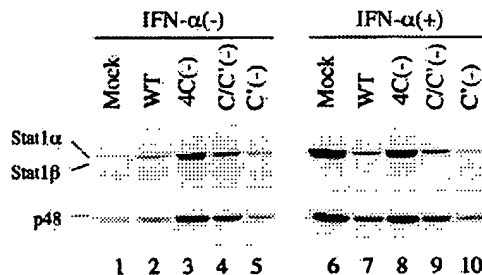 IFN-α(-) IFN-α(+)
Mock WT 4C(-) C/C'(-) C'(-) Mock WT 4C(-) C/C'(-) C'(-)
Stat1α
Stat1β
p48
1 2 3 4 5 6 7 8 9 10